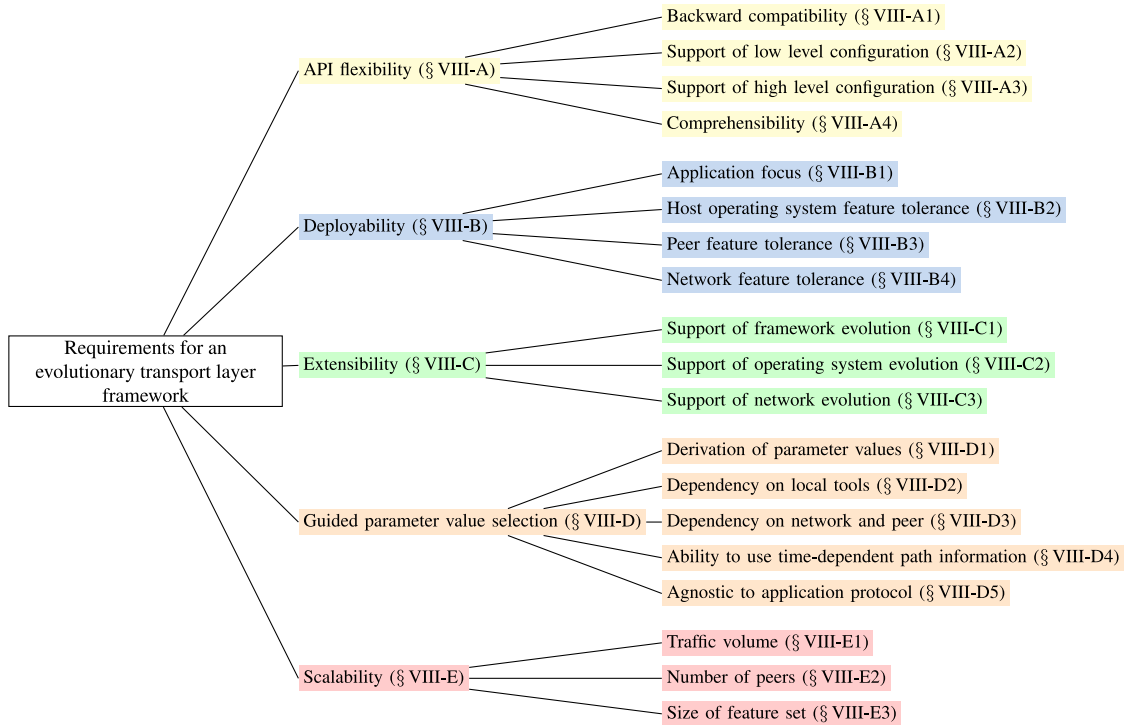 Requirements for an
evolutionary transport layer
framework
API flexibility (§ VIII-A)
Backward compatibility (§ VIII-A1)
Support of low level configuration (§ VIII-A2)
Support of high level configuration (§ VIII-A3)
Comprehensibility (§ VIII-A4)
Deployability (§ VIII-B)
Application focus (§ VIII-B1)
Host operating system feature tolerance (§ VIII-B2)
Peer feature tolerance (§ VIII-B3)
Network feature tolerance (§ VIII-B4)
Extensibility (§ VIII-C)
Support of framework evolution (§ VIII-C1)
Support of operating system evolution (§ VIII-C2)
Support of network evolution (§ VIII-C3)
Guided parameter value selection (§ VIII-D)
Derivation of parameter values (§ VIII-D1)
Dependency on local tools (§ VIII-D2)
Dependency on network and peer (§ VIII-D3)
Ability to use time-dependent path information (§ VIII-D4)
Agnostic to application protocol (§ VIII-D5)
Scalability (§ VIII-E)
Traffic volume (§ VIII-E1)
Number of peers (§ VIII-E2)
Size of feature set (§ VIII-E3)